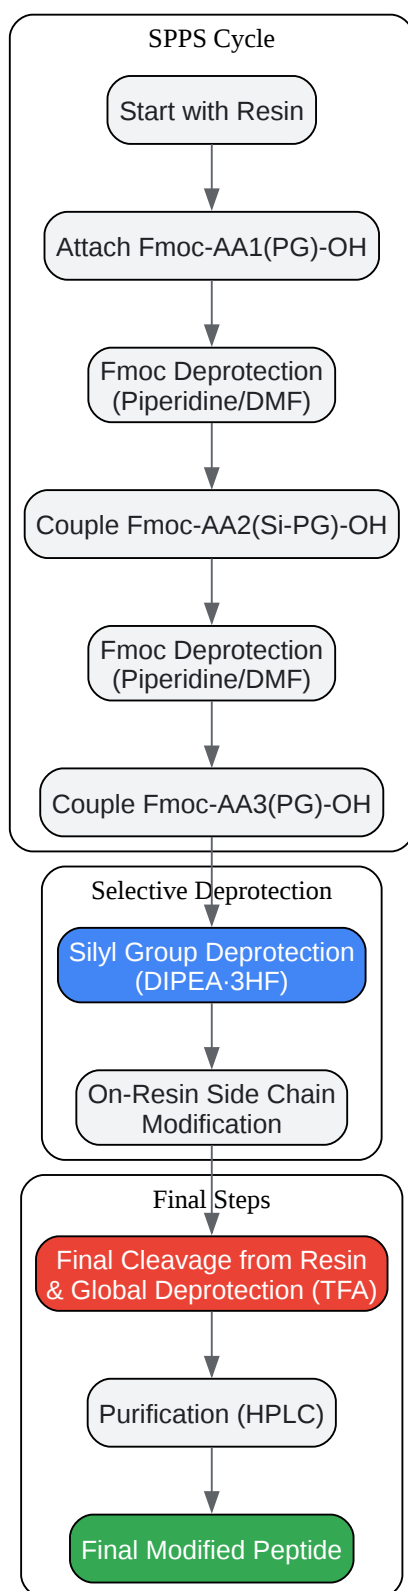 SPPS Cycle
Start with Resin
Attach Fmoc-AA1(PG)-OH
Fmoc Deprotection
(Piperidine/DMF)
Couple Fmoc-AA2(Si-PG)-OH
Fmoc Deprotection
(Piperidine/DMF)
Couple Fmoc-AA3(PG)-OH
Selective Deprotection
Silyl Group Deprotection
(DIPEA·3HF)
On-Resin Side Chain
Modification
Final Steps
Final Cleavage from Resin
& Global Deprotection (TFA)
Purification (HPLC)
Final Modified Peptide